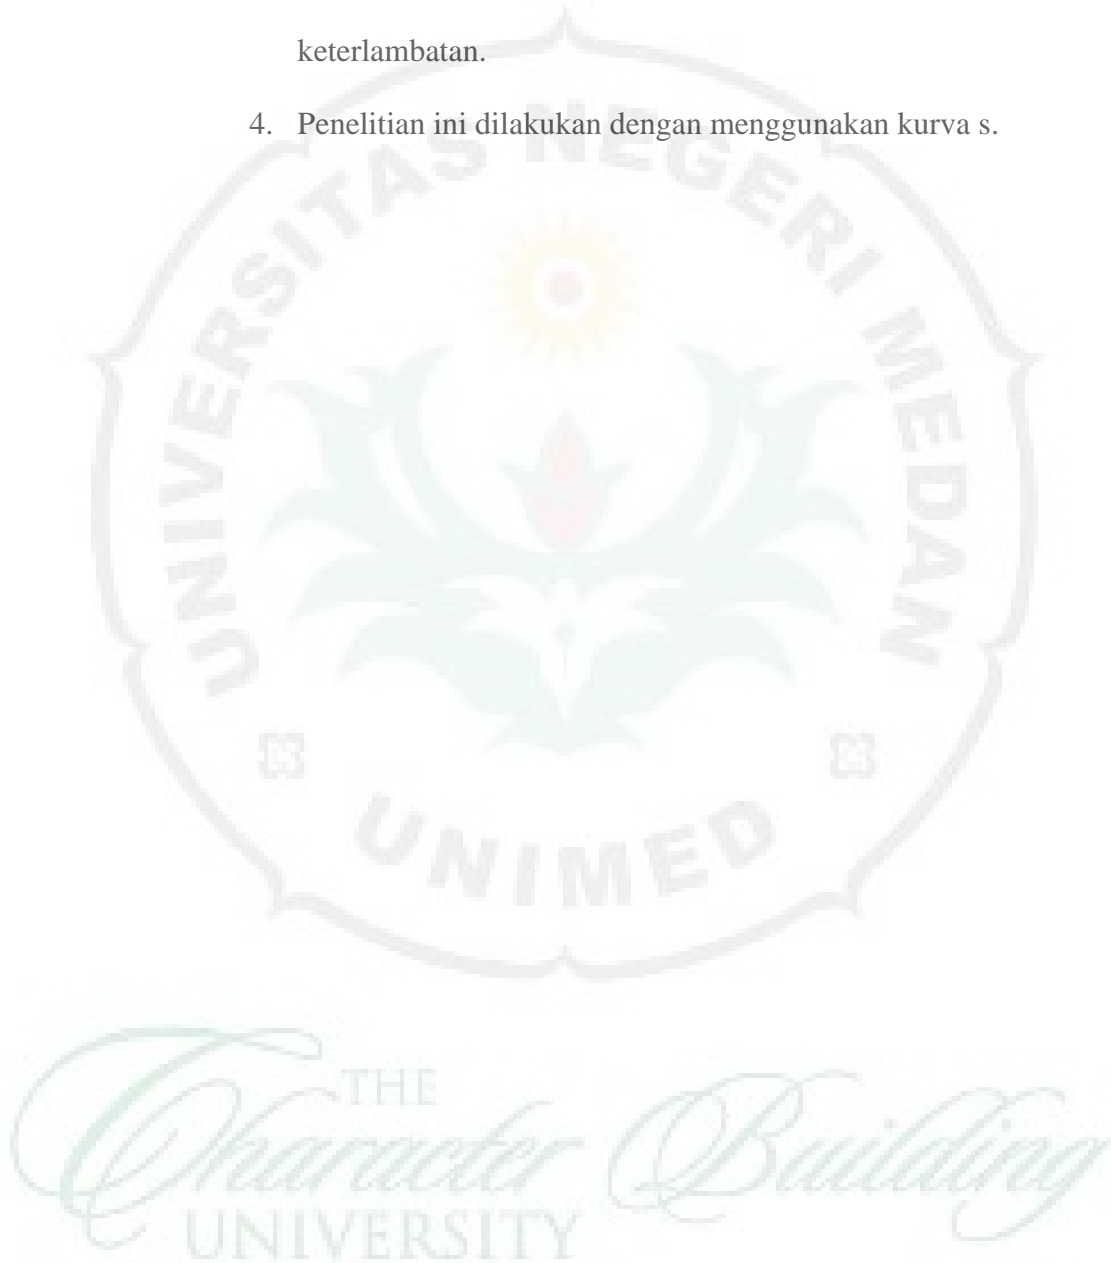 keterlambatan.
4. Penelitian ini dilakukan dengan menggunakan kurva s.
UNIVERSITAS NEGERI MEDAN
UNIMED
THE
Character Building
UNIVERSITY